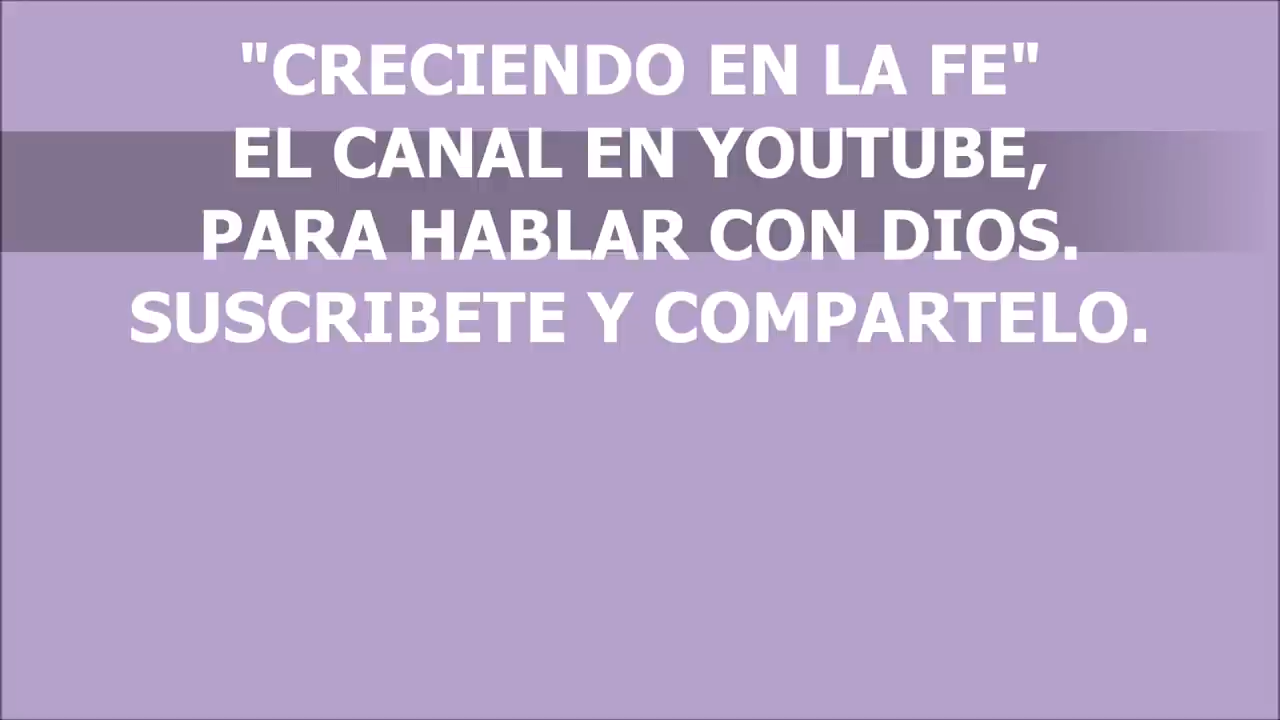 "CRECIENDO EN LA FE"
EL CANAL EN YOUTUBE,
PARA HABLAR CON DIOS.
SUSCRIBETE Y COMPARTELO.